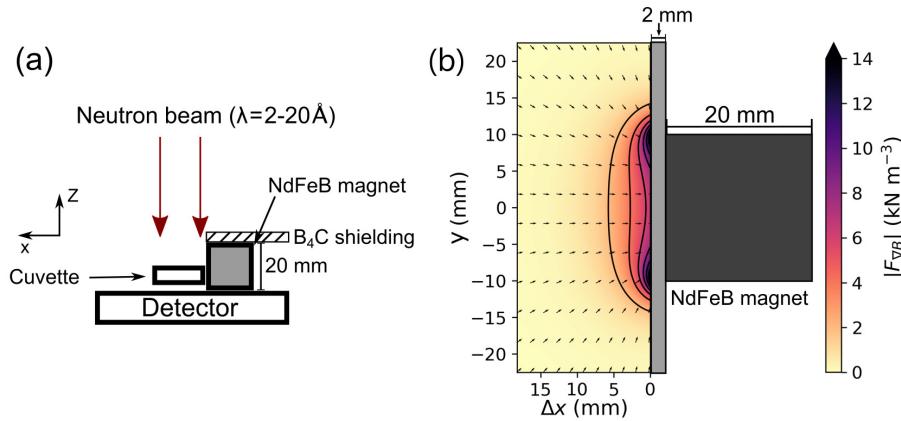 (a)
Neutron beam (λ=2-20Å)
NdFeB magnet
Z
x
B₄C shielding
20 mm
Cuvette
Detector
(b)
2 mm
20 mm
NdFeB magnet
y (mm)
20
15
10
5
0
−5
−10
−15
−20
15 10 5 0
Δx (mm)
14
12
10
8
6
4
2
0
|F∇B| (kN m⁻³)